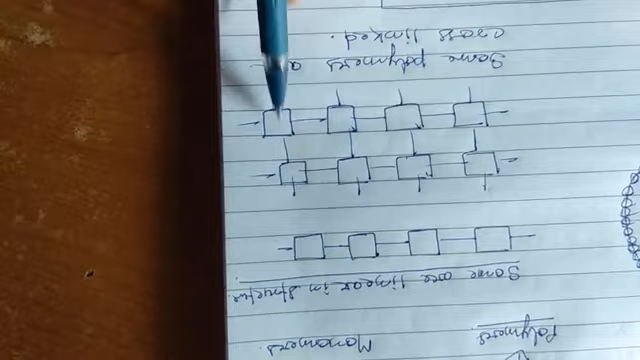 Polymers Monomers
Some are linear in structure.
Some polymers
cross linked.